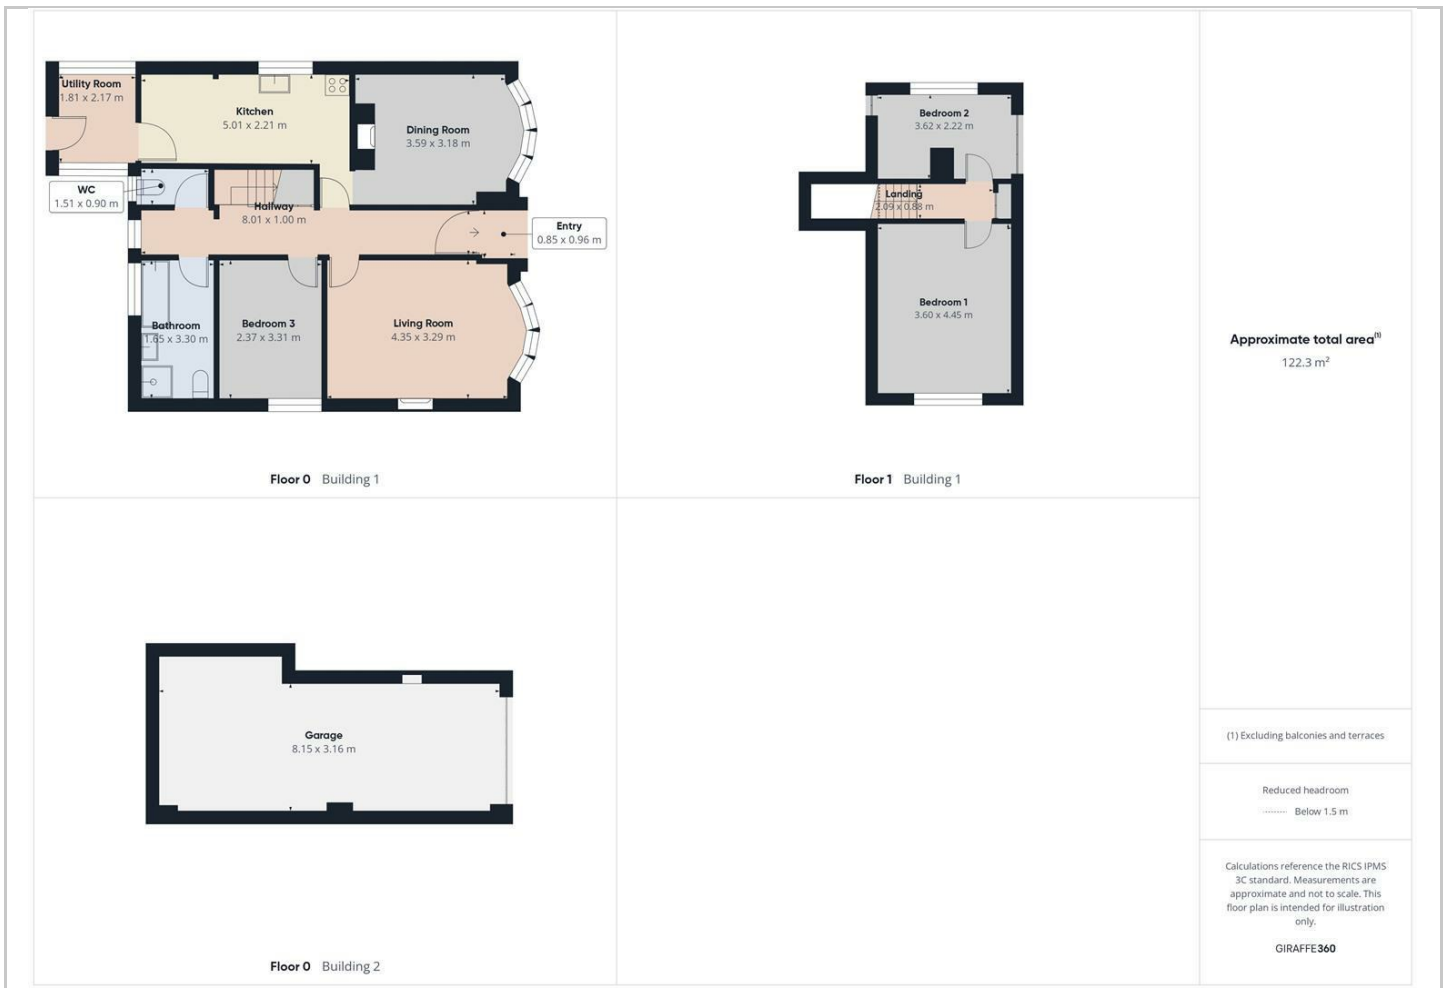 Utility Room
1.81 x 2.17 m
Kitchen
5.01 x 2.21 m
Dining Room
3.59 x 3.18 m
WC
1.51 x 0.90 m
Hallway
8.01 x 1.00 m
Entry
0.85 x 0.96 m
Bathroom
1.65 x 3.30 m
Bedroom 3
2.37 x 3.31 m
Living Room
4.35 x 3.29 m
Floor 0 Building 1
Bedroom 2
3.62 x 2.22 m
Landing
2.09 x 0.88 m
Bedroom 1
3.60 x 4.45 m
Floor 1 Building 1
Garage
8.15 x 3.16 m
Floor 0 Building 2
Approximate total area(1)
122.3 m²
(1) Excluding balconies and terraces
Reduced headroom
Below 1.5 m
Calculations reference the RICS IPMS
3C standard. Measurements are
approximate and not to scale. This
floor plan is intended for illustration
only.
GIRAFFE360